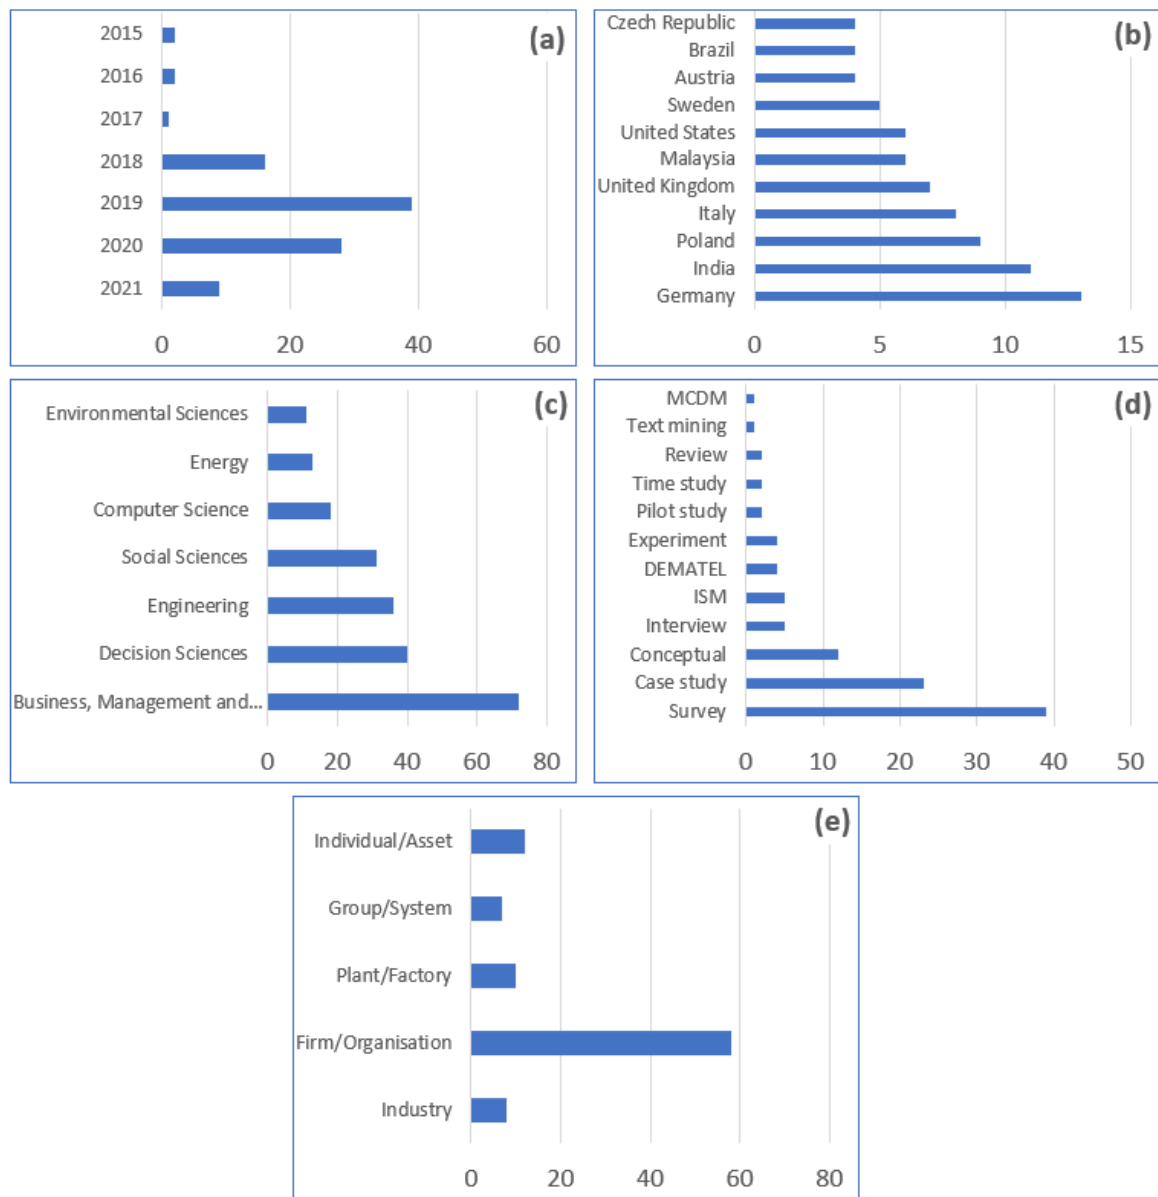 (a)
2015
2016
2017
2018
2019
2020
2021
0 20 40 60
(b)
Czech Republic
Brazil
Austria
Sweden
United States
Malaysia
United Kingdom
Italy
Poland
India
Germany
0 5 10 15
(c)
Environmental Sciences
Energy
Computer Science
Social Sciences
Engineering
Decision Sciences
Business, Management and...
0 20 40 60 80
(d)
MCDM
Text mining
Review
Time study
Pilot study
Experiment
DEMATEL
ISM
Interview
Conceptual
Case study
Survey
0 10 20 30 40 50
(e)
Individual/Asset
Group/System
Plant/Factory
Firm/Organisation
Industry
0 20 40 60 80